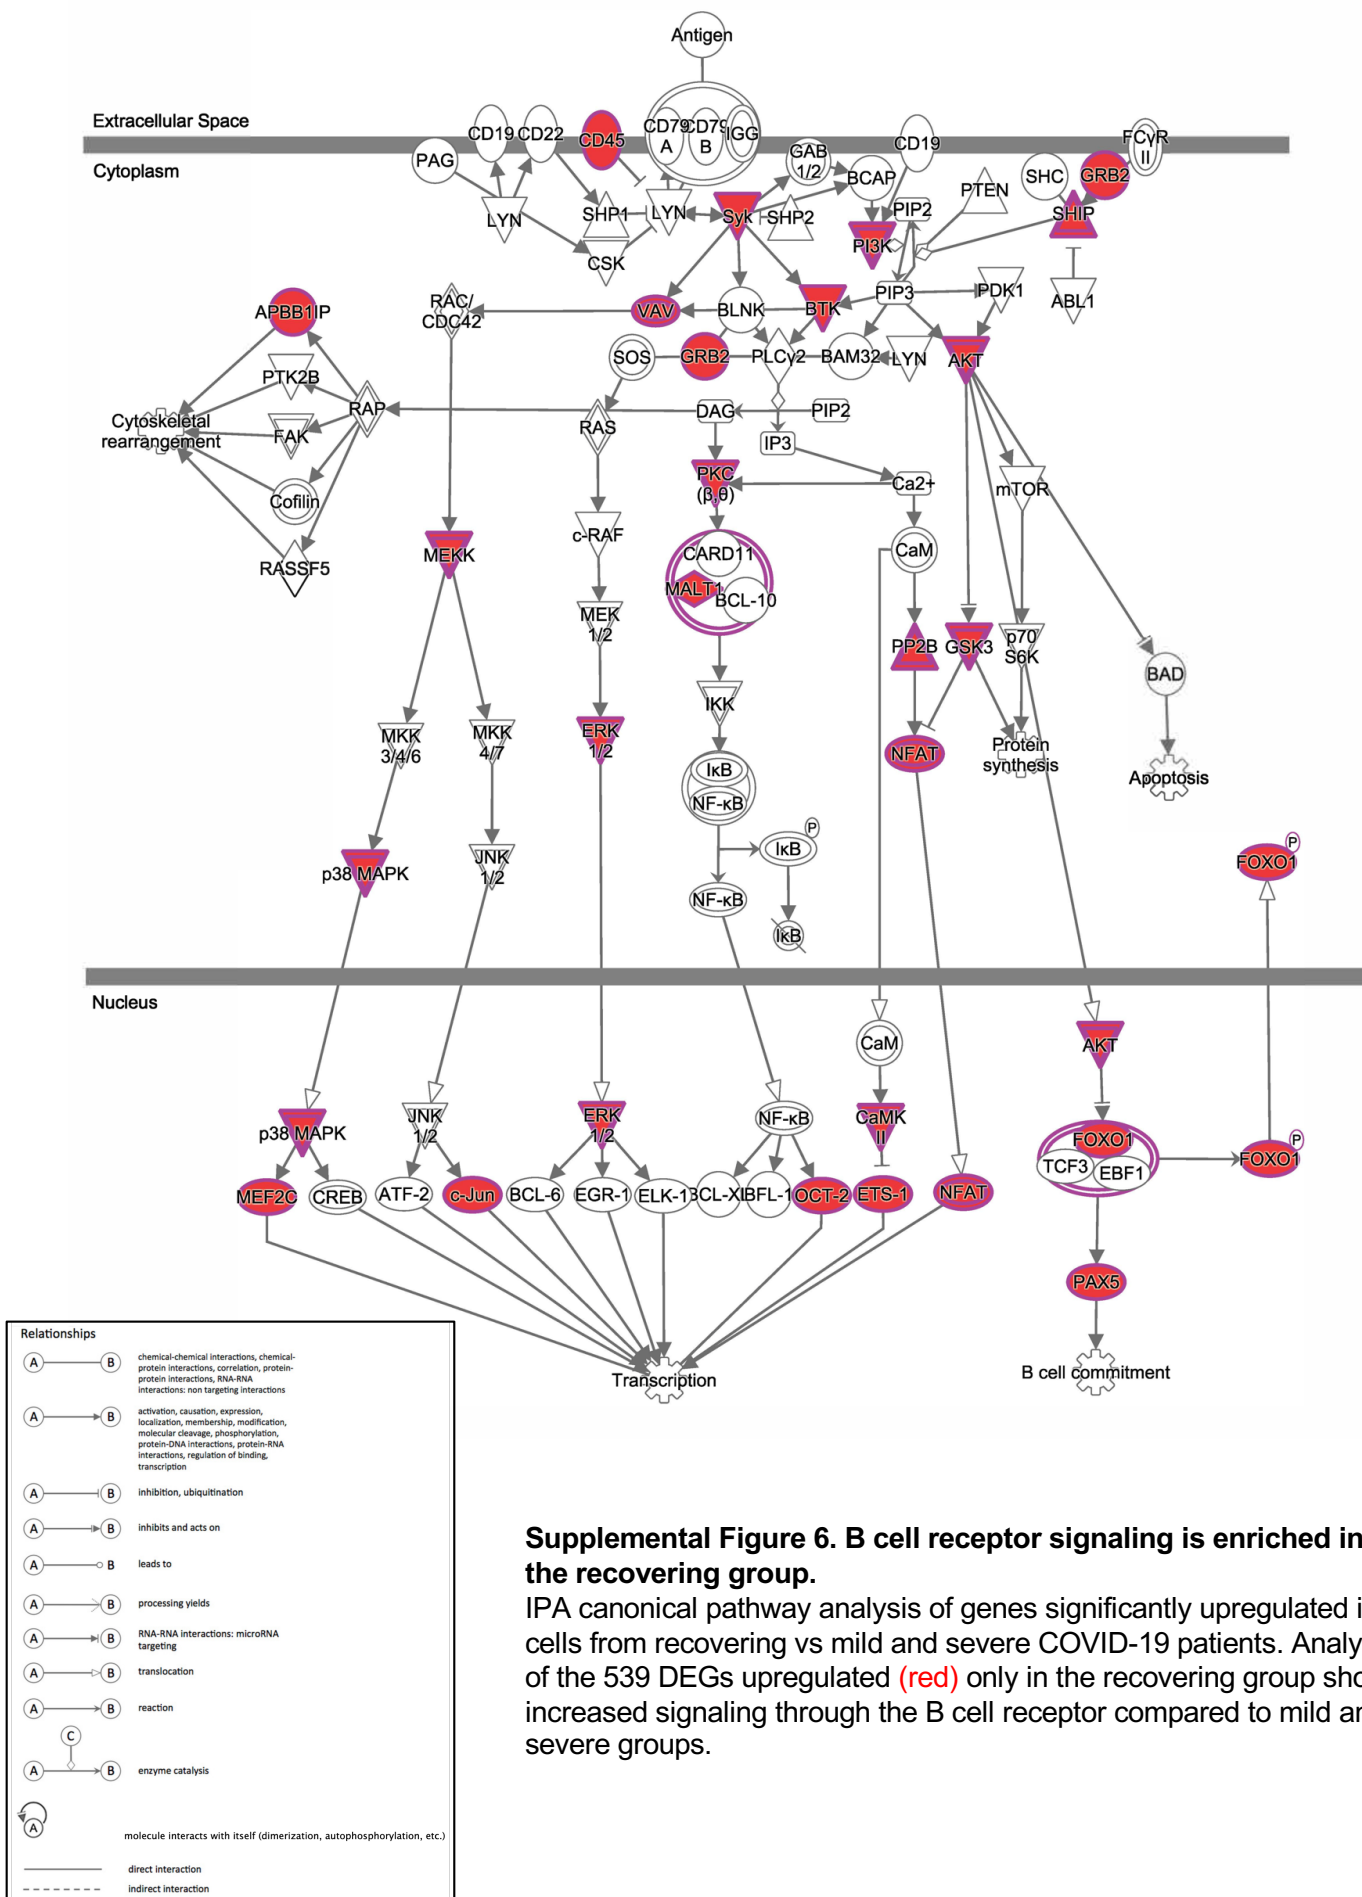 Antigen
Extracellular Space
CD19
CD22
CD45
CD79
A
CD79
B
IGG
GAB
1/2
CD19
FCγR
II
Cytoplasm
PAG
BCAP
SHC
GRB2
PTEN
LYN
SHP1
LYN
Syk
SHP2
PIP2
SHIP
PI3K
CSK
PIP3
PDK1
ABL1
APBB1IP
RAC/
CDC42
VAV
BLNK
BTK
SOS
GRB2
PLCγ2
BAM32
LYN
AKT
PTK2B
RAP
Cytoskeletal
rearrangement
FAK
RAS
DAG
PIP2
IP3
Cofilin
PKC
(β,θ)
Ca2+
mTOR
c-RAF
CaM
MEKK
CARD11
RASSF5
MALT1
BCL-10
MEK
1/2
PP2B
GSK3
p70
S6K
BAD
IKK
MKK
3/4/6
MKK
4/7
ERK
1/2
NFAT
Protein
synthesis
IκB
NF-κB
Apoptosis
P
IκB
P
FOXO1
p38 MAPK
JNK
1/2
NF-κB
IκB
Nucleus
CaM
AKT
p38 MAPK
JNK
1/2
ERK
1/2
NF-κB
CaMK
II
FOXO1
TCF3
EBF1
P
FOXO1
MEF2C
CREB
ATF-2
c-Jun
BCL-6
EGR-1
ELK-1
BCL-XL
BFL-1
OCT-2
ETS-1
NFAT
PAX5
Transcription
B cell commitment
Relationships
A B chemical-chemical interactions, chemical-
protein interactions, correlation, protein-
protein interactions, RNA-RNA
interactions: non targeting interactions
A B activation, causation, expression,
localization, membership, modification,
molecular cleavage, phosphorylation,
protein-DNA interactions, protein-RNA
interactions, regulation of binding,
transcription
A B inhibition, ubiquitination
A B inhibits and acts on
A B leads to
A B processing yields
A B RNA-RNA interactions: microRNA
targeting
A B translocation
A B reaction
C
A B enzyme catalysis
A
molecule interacts with itself (dimerization, autophosphorylation, etc.)
direct interaction
indirect interaction
Supplemental Figure 6. B cell receptor signaling is enriched in
the recovering group.
IPA canonical pathway analysis of genes significantly upregulated i
cells from recovering vs mild and severe COVID-19 patients. Analy
of the 539 DEGs upregulated (red) only in the recovering group sho
increased signaling through the B cell receptor compared to mild a
severe groups.